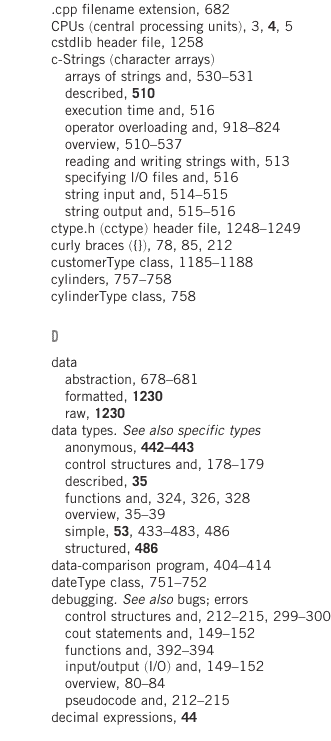 .cpp filename extension, 682
CPUs (central processing units), 3, 4, 5
cstdlib header file, 1258
c-Strings (character arrays)
arrays of strings and, 530–531
described, 510
execution time and, 516
operator overloading and, 918–824
overview, 510–537
reading and writing strings with, 513
specifying I/O files and, 516
string input and, 514–515
string output and, 515–516
ctype.h (cctype) header file, 1248–1249
curly braces ({}), 78, 85, 212
customerType class, 1185–1188
cylinders, 757–758
cylinderType class, 758
D
data
abstraction, 678–681
formatted, 1230
raw, 1230
data types. See also specific types
anonymous, 442–443
control structures and, 178–179
described, 35
functions and, 324, 326, 328
overview, 35–39
simple, 53, 433–483, 486
structured, 486
data-comparison program, 404–414
dateType class, 751–752
debugging. See also bugs; errors
control structures and, 212–215, 299–300
cout statements and, 149–152
functions and, 392–394
input/output (I/O) and, 149–152
overview, 80–84
pseudocode and, 212–215
decimal expressions, 44